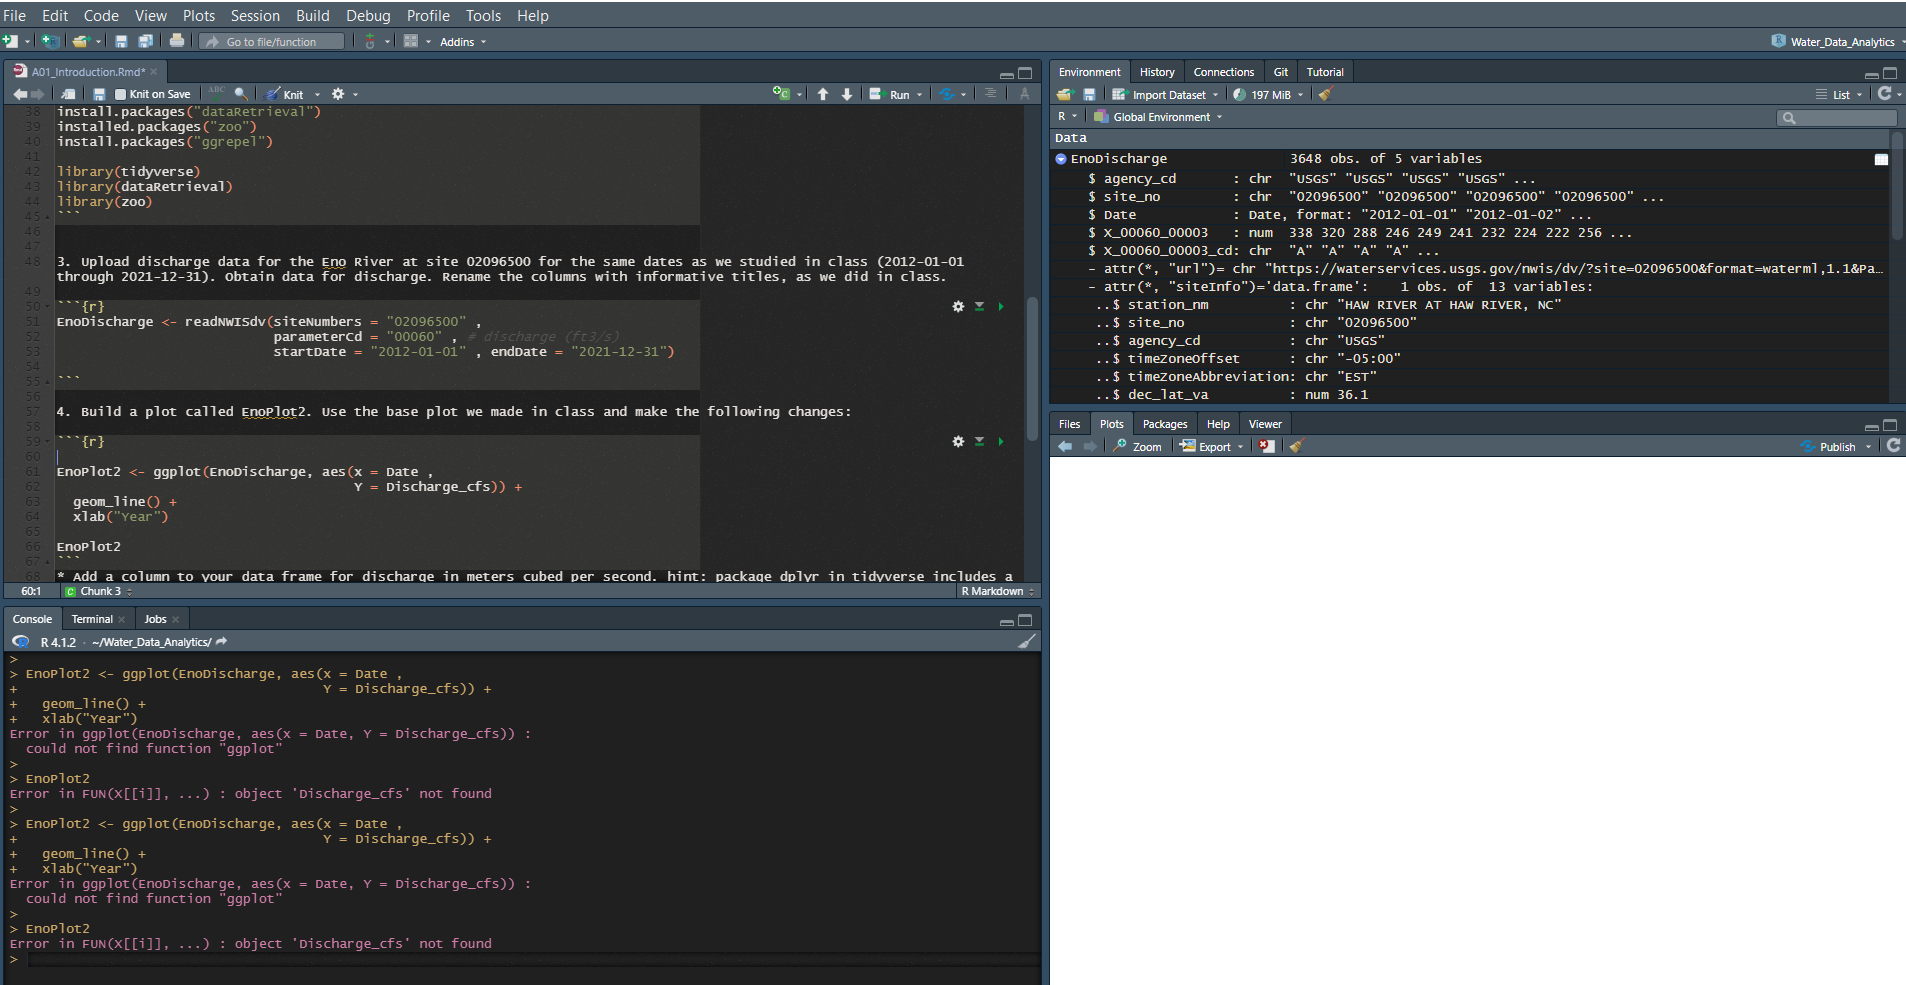 File Edit Code View Plots Session Build Debug Profile Tools Help
Go to file/function
Addins
Water_Data_Analytics
A01_Introduction.Rmd*
Knit on Save
ABC
Knit
Run
38 install.packages("dataRetrieval")
39 installed.packages("zoo")
40 install.packages("ggrepel")
41
42 library(tidyverse)
43 library(dataRetrieval)
44 library(zoo)
45 ```
46
47
48 3. Upload discharge data for the Eno River at site 02096500 for the same dates as we studied in class (2012-01-01
through 2021-12-31). Obtain data for discharge. Rename the columns with informative titles, as we did in class.
49
50 ```{r}
51 EnoDischarge <- readNWISdv(siteNumbers = "02096500" ,
52 parameterCd = "00060" , # discharge (ft3/s)
53 startDate = "2012-01-01" , endDate = "2021-12-31")
54
55 ```
56
57 4. Build a plot called EnoPlot2. Use the base plot we made in class and make the following changes:
58
59 ```{r}
60
61 EnoPlot2 <- ggplot(EnoDischarge, aes(x = Date ,
62 Y = Discharge_cfs)) +
63 geom_line() +
64 xlab("Year")
65
66 EnoPlot2
67 ```
68 * Add a column to your data frame for discharge in meters cubed per second. hint: package dplyr in tidyverse includes a
60:1 Chunk 3 R Markdown
Console Terminal Jobs
R 4.1.2 · ~/Water_Data_Analytics/
>
> EnoPlot2 <- ggplot(EnoDischarge, aes(x = Date ,
+ Y = Discharge_cfs)) +
+ geom_line() +
+ xlab("Year")
Error in ggplot(EnoDischarge, aes(x = Date, Y = Discharge_cfs)) :
could not find function "ggplot"
>
> EnoPlot2
Error in FUN(X[[i]], ...) : object 'Discharge_cfs' not found
>
> EnoPlot2 <- ggplot(EnoDischarge, aes(x = Date ,
+ Y = Discharge_cfs)) +
+ geom_line() +
+ xlab("Year")
Error in ggplot(EnoDischarge, aes(x = Date, Y = Discharge_cfs)) :
could not find function "ggplot"
>
> EnoPlot2
Error in FUN(X[[i]], ...) : object 'Discharge_cfs' not found
>
Environment History Connections Git Tutorial
Import Dataset 197 MiB List
R Global Environment
Data
EnoDischarge 3648 obs. of 5 variables
$ agency_cd : chr "USGS" "USGS" "USGS" "USGS" ...
$ site_no : chr "02096500" "02096500" "02096500" "02096500" ...
$ Date : Date, format: "2012-01-01" "2012-01-02" ...
$ X_00060_00003 : num 338 320 288 246 249 241 232 224 222 256 ...
$ X_00060_00003_cd: chr "A" "A" "A" "A" ...
- attr(*, "url")= chr "https://waterservices.usgs.gov/nwis/dv/?site=02096500&format=waterml,1.1&Pa…
- attr(*, "siteInfo")='data.frame': 1 obs. of 13 variables:
..$ station_nm : chr "HAW RIVER AT HAW RIVER, NC"
..$ site_no : chr "02096500"
..$ agency_cd : chr "USGS"
..$ timeZoneOffset : chr "-05:00"
..$ timeZoneAbbreviation: chr "EST"
..$ dec_lat_va : num 36.1
Files Plots Packages Help Viewer
Zoom Export Publish